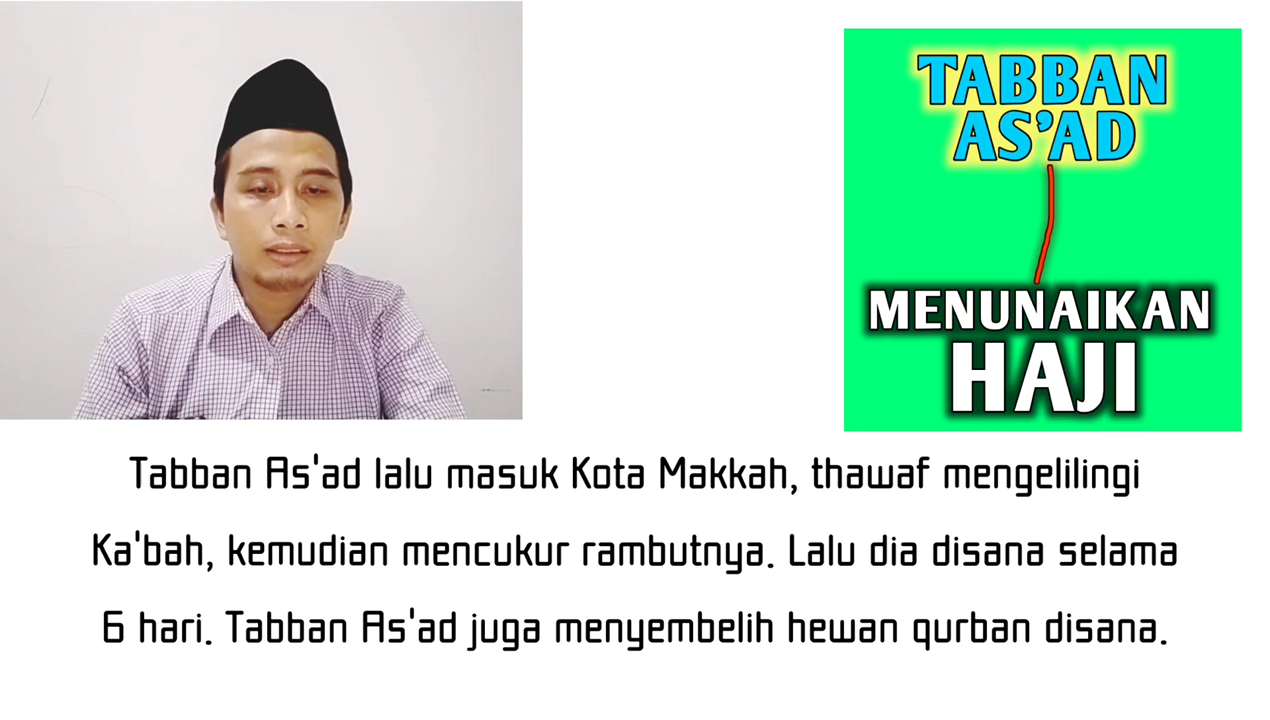 TABBAN
AS'AD
MENUNAIKAN
HAJI
Tabban As'ad lalu masuk Kota Makkah, thawaf mengelilingi
Ka'bah, kemudian mencukur rambutnya. Lalu dia disana selama
6 hari. Tabban As'ad juga menyembelih hewan qurban disana.